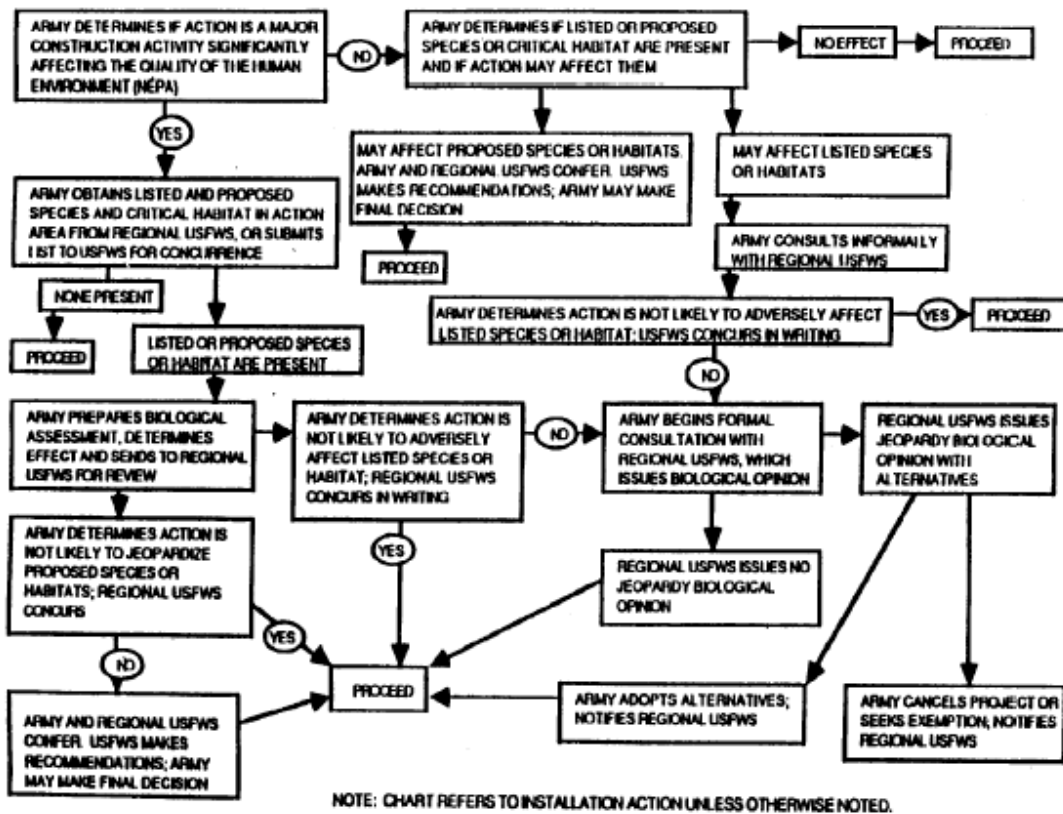 ARMY DETERMINES IF ACTION IS A MAJOR
CONSTRUCTION ACTIVITY SIGNIFICANTLY
AFFECTING THE QUALITY OF THE HUMAN
ENVIRONMENT (NEPA)
NO
ARMY DETERMINES IF LISTED OR PROPOSED
SPECIES OR CRITICAL HABITAT ARE PRESENT
AND IF ACTION MAY AFFECT THEM
NO EFFECT
PROCEED
YES
MAY AFFECT PROPOSED SPECIES OR HABITATS.
ARMY AND REGIONAL USFWS CONFER. USFWS
MAKES RECOMMENDATIONS; ARMY MAY MAKE
FINAL DECISION
MAY AFFECT LISTED SPECIES
OR HABITATS
ARMY OBTAINS LISTED AND PROPOSED
SPECIES AND CRITICAL HABITAT IN ACTION
AREA FROM REGIONAL USFWS, OR SUBMITS
LIST TO USFWS FOR CONCURRENCE
PROCEED
ARMY CONSULTS INFORMAILY
WITH REGIONAL USFWS
NONE PRESENT
PROCEED
LISTED OR PROPOSED SPECIES
OR HABITAT ARE PRESENT
ARMY DETERMINES ACTION IS NOT LIKELY TO ADVERSELY AFFECT
LISTED SPECIES OR HABITAT; USFWS CONCURS IN WRITING
YES
PROCEED
NO
ARMY PREPARES BIOLOGICAL
ASSESSMENT, DETERMINES
EFFECT AND SENDS TO REGIONAL
USFWS FOR REVIEW
ARMY DETERMINES ACTION IS
NOT LIKELY TO ADVERSELY
AFFECT LISTED SPECIES OR
HABITAT; REGIONAL USFWS
CONCURS IN WRITING
NO
ARMY BEGINS FORMAL
CONSULTATION WITH
REGIONAL USFWS, WHICH
ISSUES BIOLOGICAL OPINION
REGIONAL USFWS ISSUES
JEOPARDY BIOLOGICAL
OPINION WITH
ALTERNATIVES
ARMY DETERMINES ACTION IS
NOT LIKELY TO JEOPARDIZE
PROPOSED SPECIES OR
HABITATS; REGIONAL USFWS
CONCURS
YES
YES
REGIONAL USFWS ISSUES NO
JEOPARDY BIOLOGICAL
OPINION
NO
PROCEED
ARMY AND REGIONAL USFWS
CONFER. USFWS MAKES
RECOMMENDATIONS; ARMY
MAY MAKE FINAL DECISION
ARMY ADOPTS ALTERNATIVES;
NOTIFIES REGIONAL USFWS
ARMY CANCELS PROJECT OR
SEEKS EXEMPTION; NOTIFIES
REGIONAL USFWS
NOTE: CHART REFERS TO INSTALLATION ACTION UNLESS OTHERWISE NOTED.